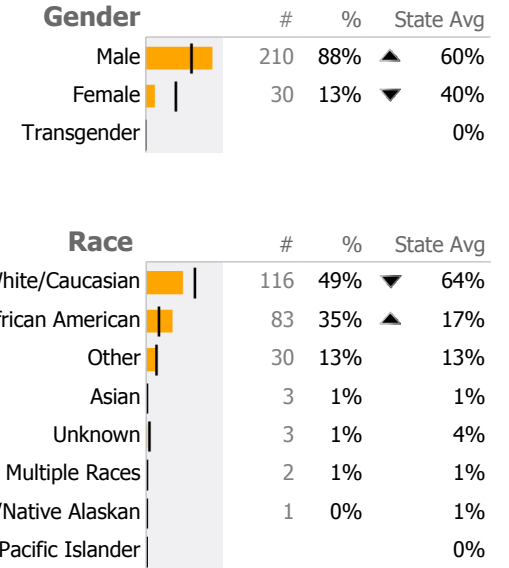 Gender # % State Avg
Male 210 88% ▲ 60%
Female 30 13% ▼ 40%
Transgender 0%
Race # % State Avg
hite/Caucasian 116 49% ▼ 64%
rican American 83 35% ▲ 17%
Other 30 13% 13%
Asian 3 1% 1%
Unknown 3 1% 4%
Multiple Races 2 1% 1%
/Native Alaskan 1 0% 1%
Pacific Islander 0%